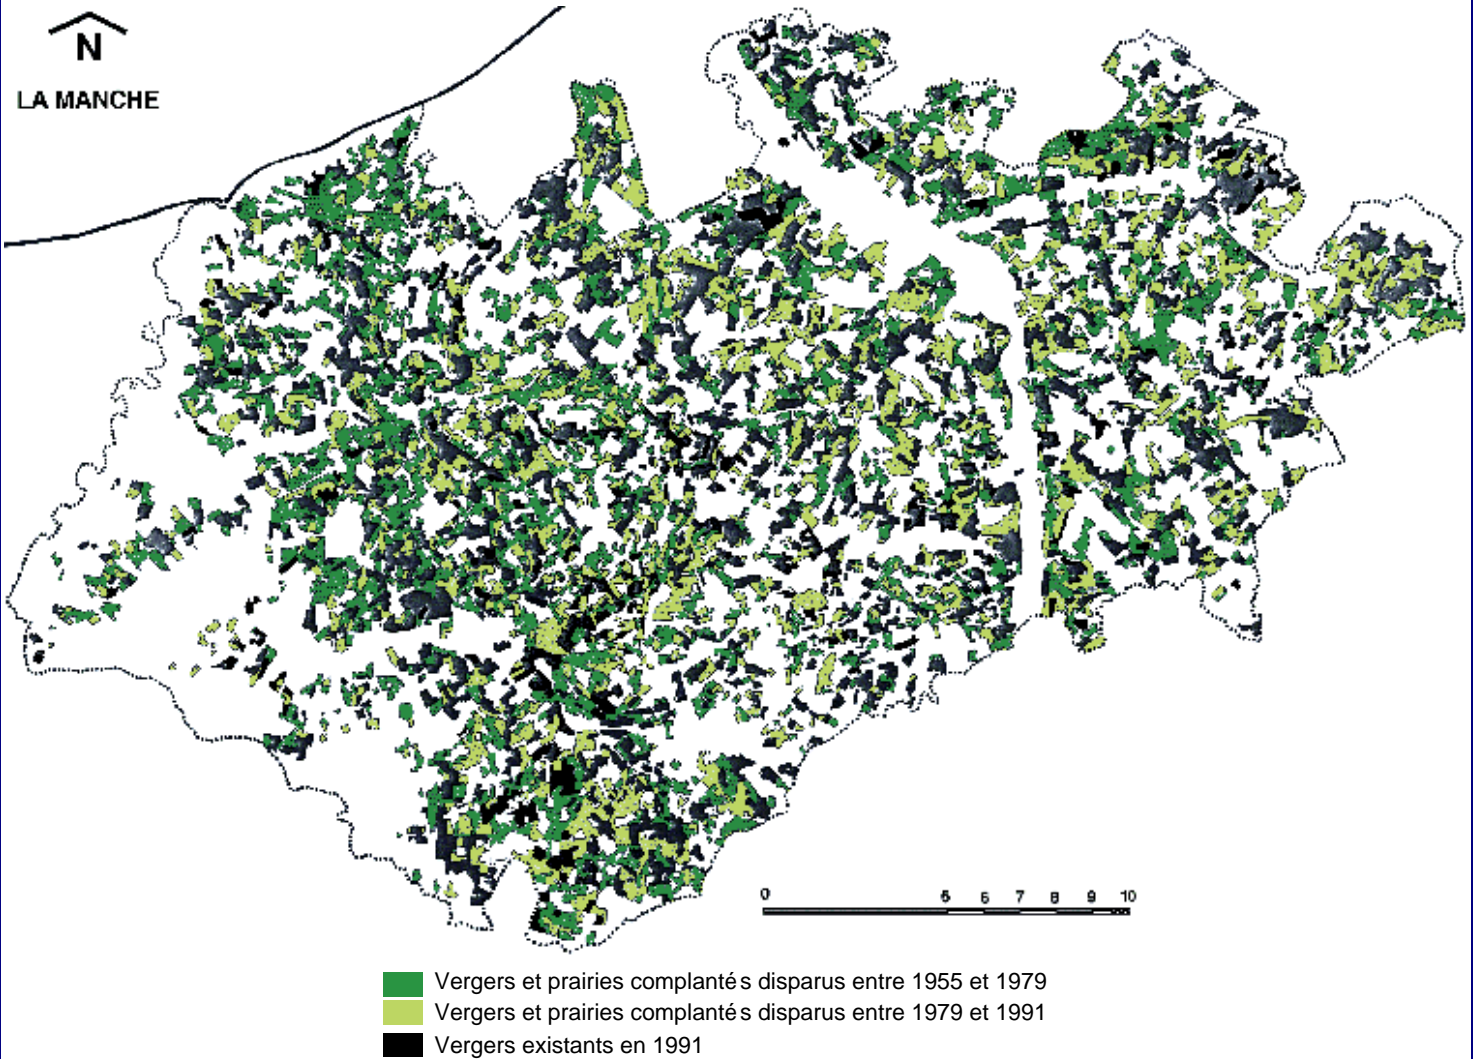 N
LA MANCHE
0 5 6 7 8 9 10
Vergers et prairies complantés disparus entre 1955 et 1979
Vergers et prairies complantés disparus entre 1979 et 1991
Vergers existants en 1991